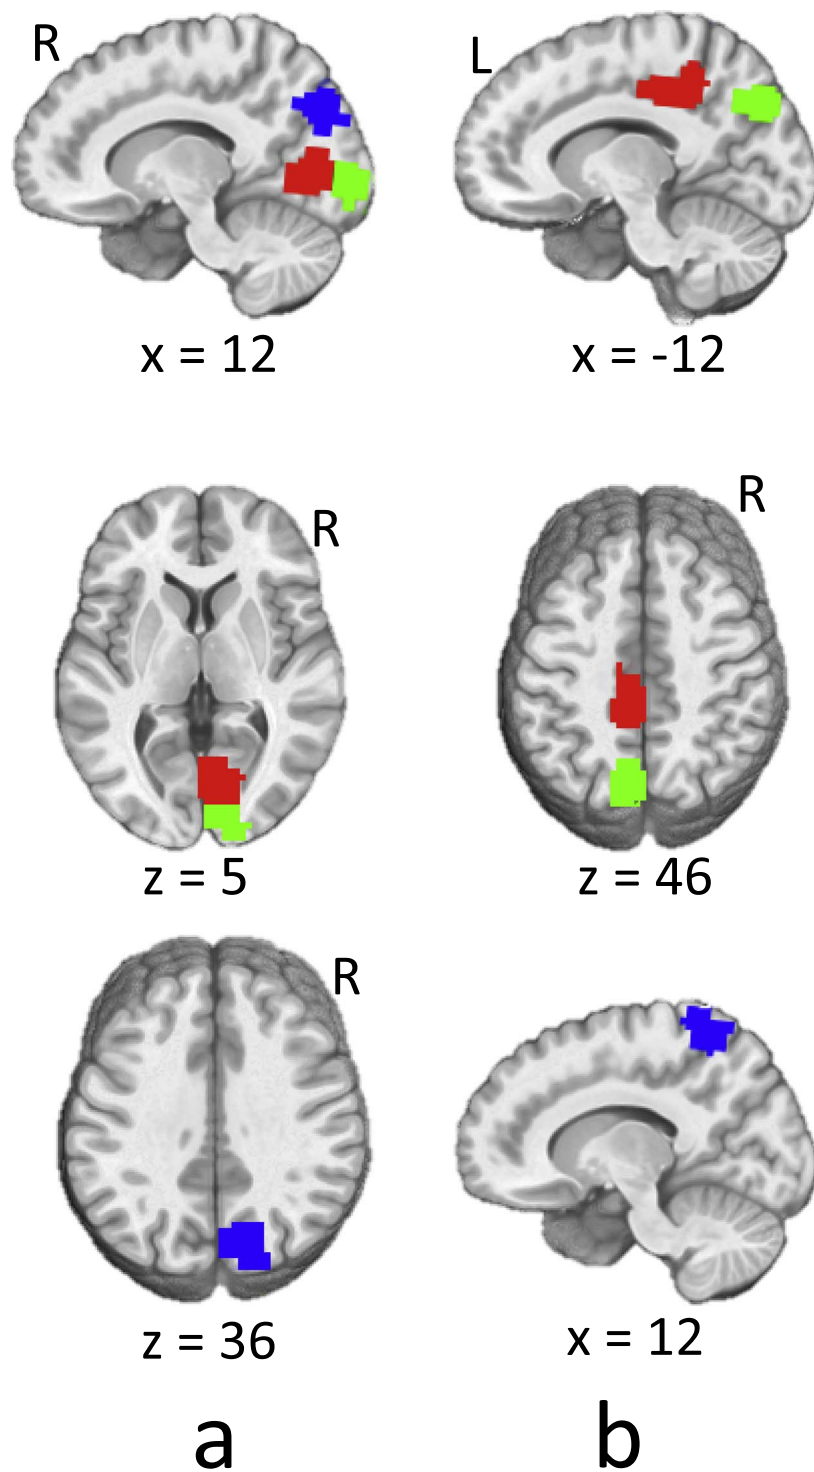 R
L
x = 12
x = -12
R
R
z = 5
z = 46
R
z = 36
x = 12
a
b